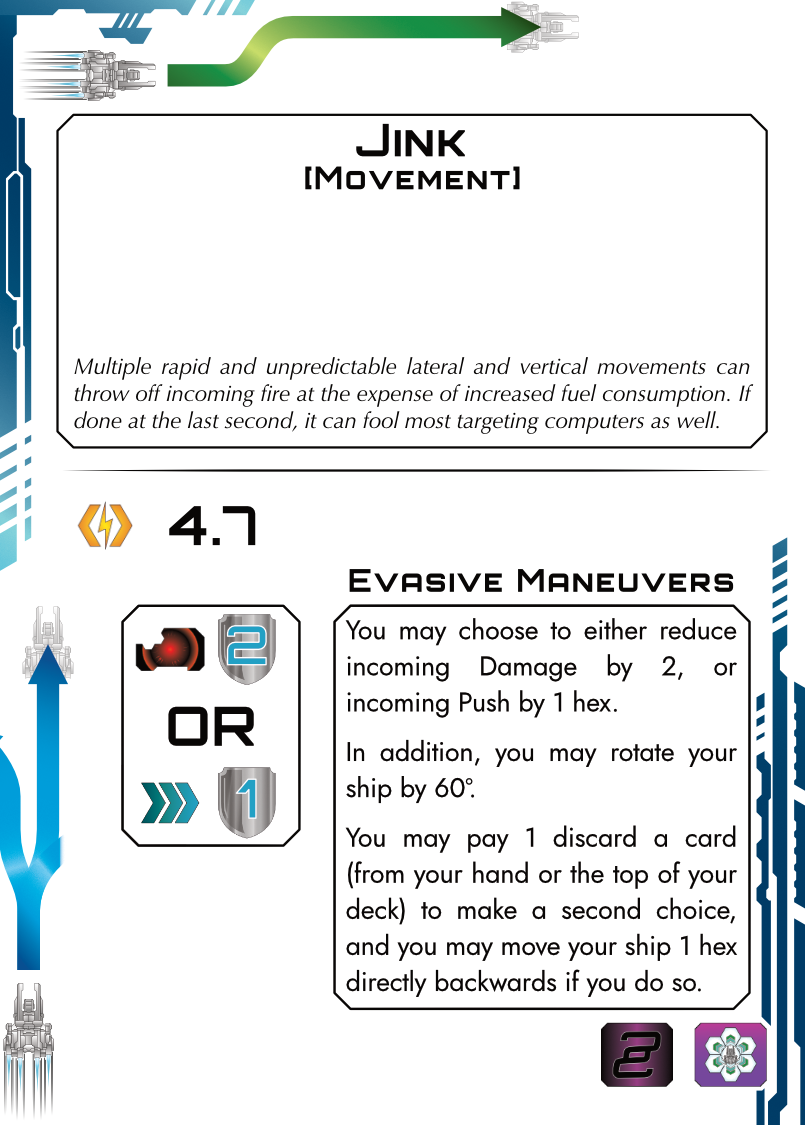 Jink
[Movement]
Multiple rapid and unpredictable lateral and vertical movements can
throw off incoming fire at the expense of increased fuel consumption. If
done at the last second, it can fool most targeting computers as well.
4.7
Evasive Maneuvers
2
OR
1
You may choose to either reduce
incoming Damage by 2, or
incoming Push by 1 hex.
In addition, you may rotate your
ship by 60°.
You may pay 1 discard a card
(from your hand or the top of your
deck) to make a second choice,
and you may move your ship 1 hex
directly backwards if you do so.
2